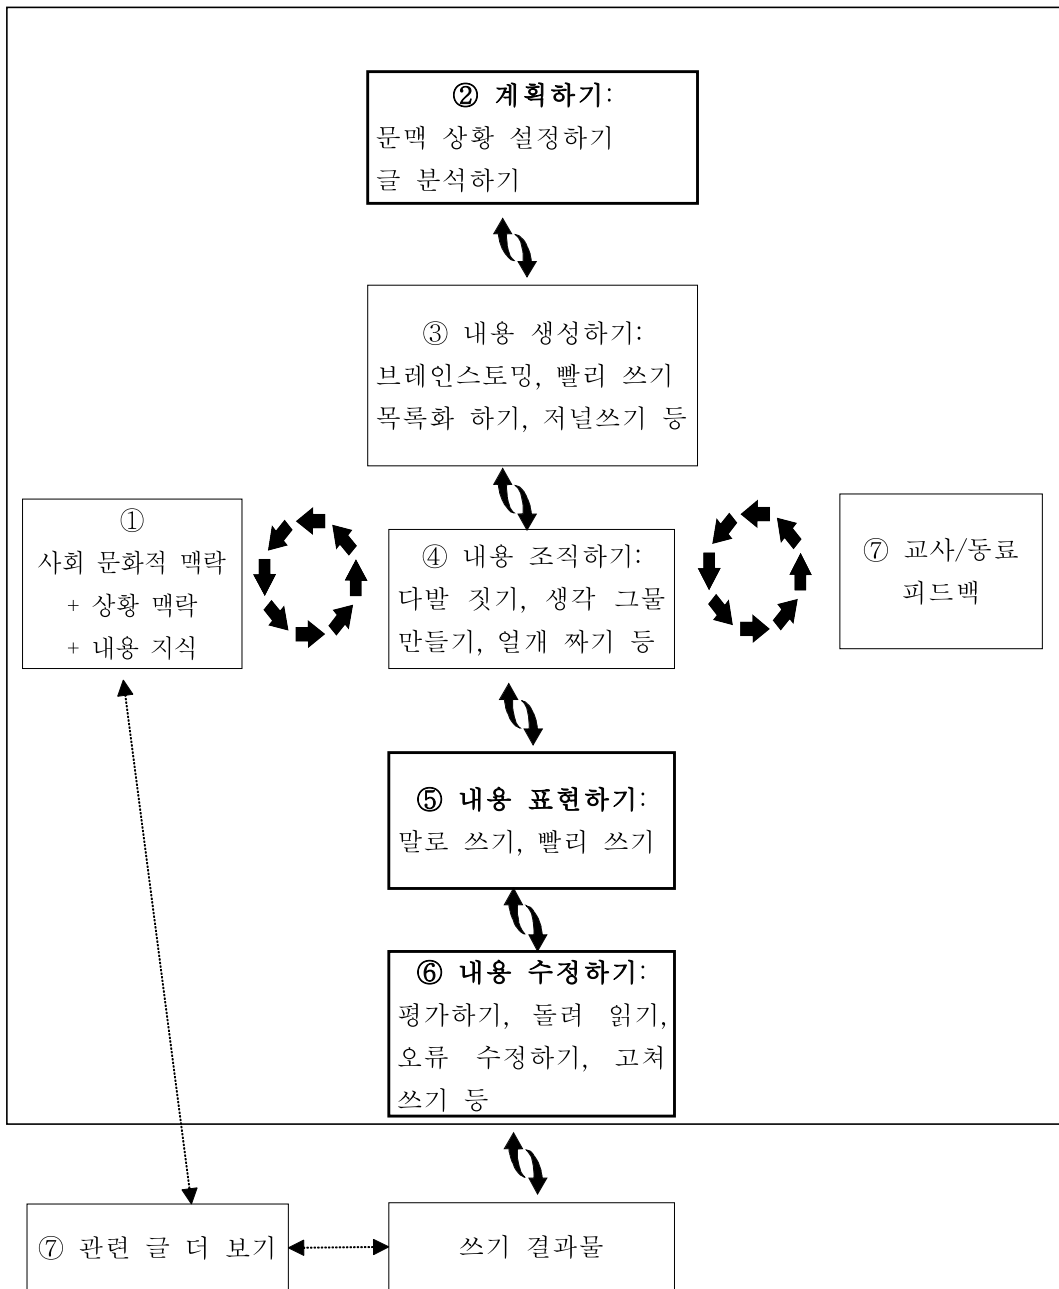 ② 계획하기:
문맥 상황 설정하기
글 분석하기
③ 내용 생성하기:
브레인스토밍, 빨리 쓰기
목록화 하기, 저널쓰기 등
①
사회 문화적 맥락
+ 상황 맥락
+ 내용 지식
④ 내용 조직하기:
다발 짓기, 생각 그물
만들기, 얼개 짜기 등
⑦ 교사/동료
피드백
⑤ 내용 표현하기:
말로 쓰기, 빨리 쓰기
⑥ 내용 수정하기:
평가하기, 돌려 읽기,
오류 수정하기, 고쳐
쓰기 등
⑦ 관련 글 더 보기
쓰기 결과물